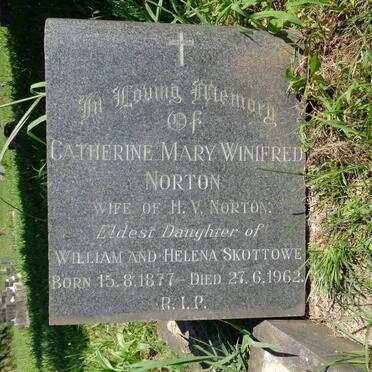 In Loving Memory
OF
CATHERINE MARY WINIFRED
NORTON
WIFE OF H. V. NORTON.
Eldest Daughter of
WILLIAM AND HELENA SKOTTOWE
BORN 15.8.1877 - DIED 27.6.1962.
R.I.P.